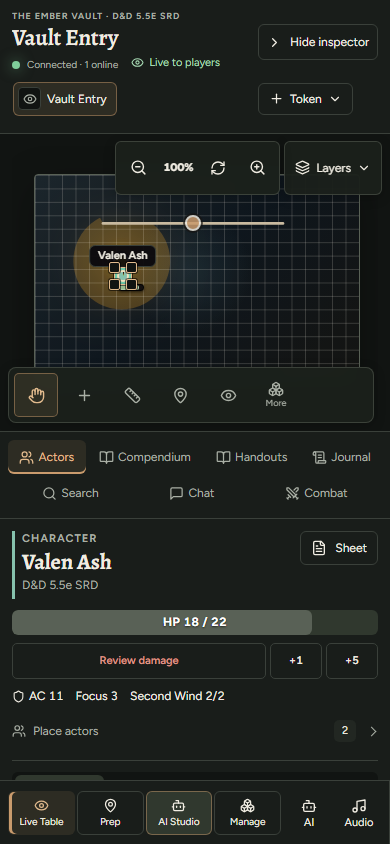 THE EMBER VAULT · D&D 5.5E SRD
Vault Entry
Hide inspector
Connected · 1 online
Live to players
Vault Entry
Token
100%
Layers
Valen Ash
More
Actors
Compendium
Handouts
Journal
Search
Chat
Combat
CHARACTER
Valen Ash
Sheet
D&D 5.5e SRD
HP 18 / 22
Review damage
+1
+5
AC 11 Focus 3 Second Wind 2/2
Place actors
2
Live Table
Prep
AI Studio
Manage
AI
Audio